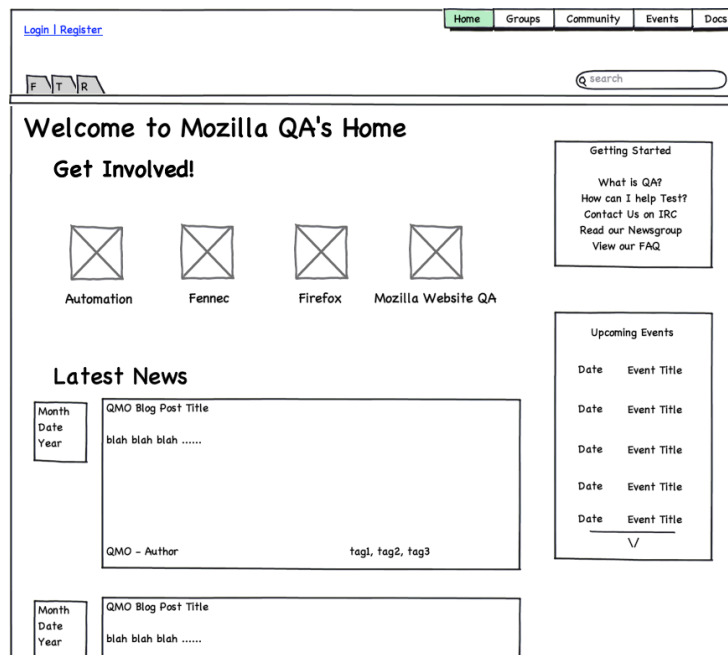 Login | Register
Home Groups Community Events Docs
F T R
search
Welcome to Mozilla QA's Home
Get Involved!
Automation Fennec Firefox Mozilla Website QA
Getting Started
What is QA?
How can I help Test?
Contact Us on IRC
Read our Newsgroup
View our FAQ
Upcoming Events
Date Event Title
Date Event Title
Date Event Title
Date Event Title
Date Event Title
\/
Latest News
Month
Date
Year
QMO Blog Post Title
blah blah blah ......
QMO - Author tag1, tag2, tag3
Month
Date
Year
QMO Blog Post Title
blah blah blah ......